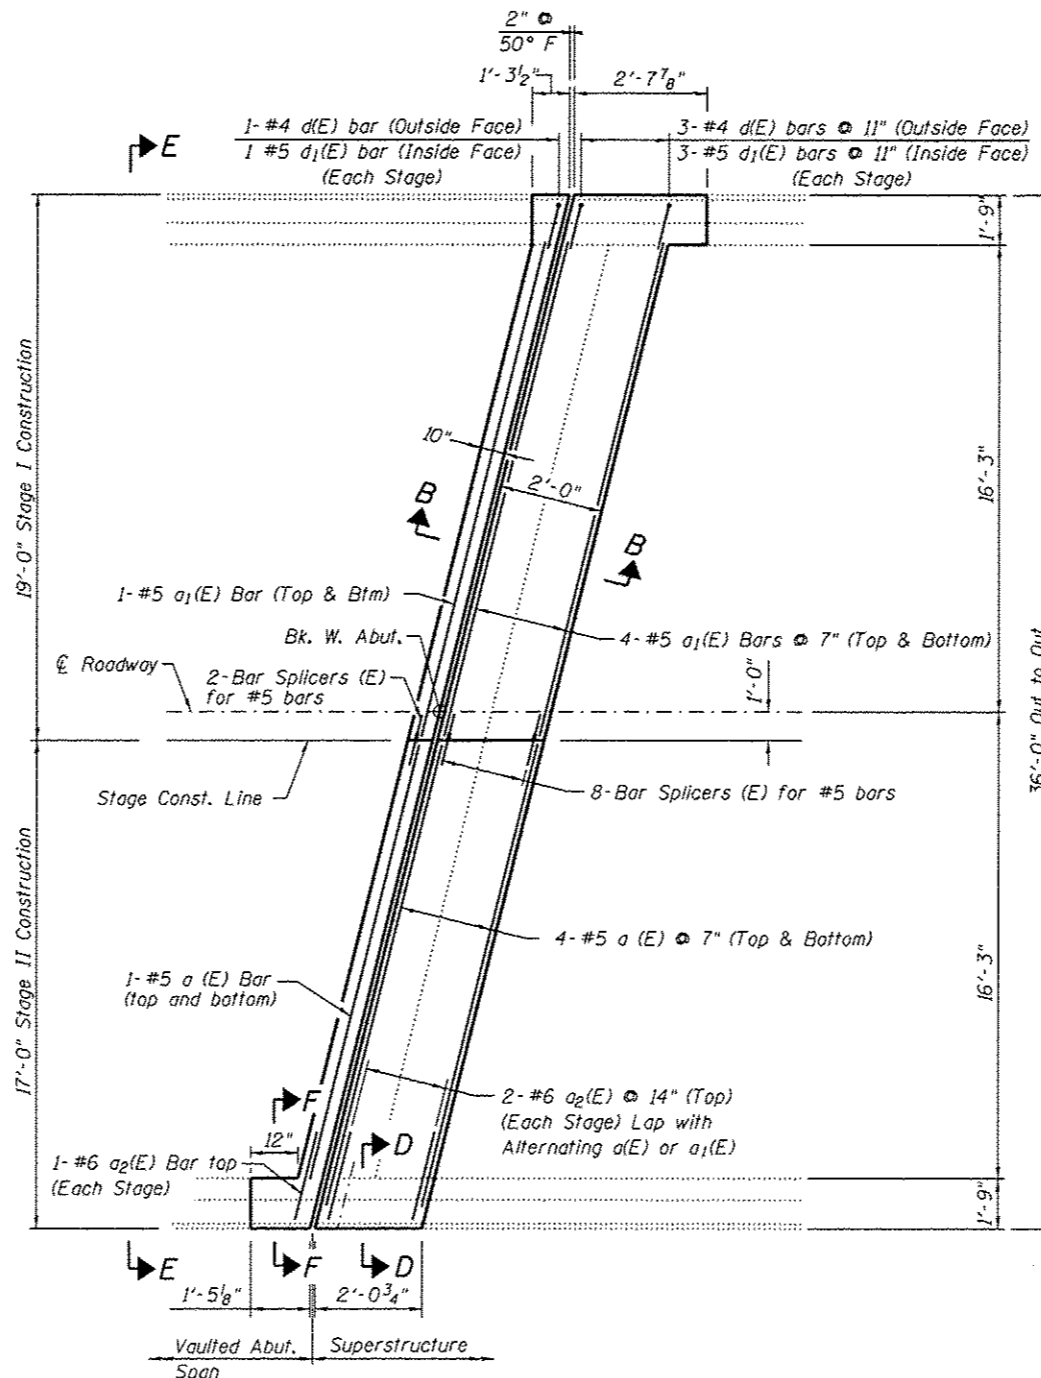 2" @
50° F
1'-3½"
2'-7⅞"
1- #4 d(E) bar (Outside Face)
1 #5 d₁(E) bar (Inside Face)
(Each Stage)
3- #4 d(E) bars @ 11" (Outside Face)
3- #5 d₁(E) bars @ 11" (Inside Face)
(Each Stage)
E
1'-9"
19'-0" Stage I Construction
16'-3"
10"
2'-0"
B
B
1- #5 a₁(E) Bar (Top & Btm)
4- #5 a₁(E) Bars @ 7" (Top & Bottom)
Bk. W. Abut.
℄ Roadway
2-Bar Splicers (E)
for #5 bars
1'-0"
36'-0" Out to Out
Stage Const. Line
8-Bar Splicers (E) for #5 bars
17'-0" Stage II Construction
4- #5 a (E) @ 7" (Top & Bottom)
1- #5 a (E) Bar
(top and bottom)
16'-3"
2- #6 a₂(E) @ 14" (Top)
(Each Stage) Lap with
Alternating a(E) or a₁(E)
F
12"
D
1- #6 a₂(E) Bar top
(Each Stage)
1'-9"
E
F
D
1'-5⅛"
2'-0¾"
Vaulted Abut.
Span
Superstructure